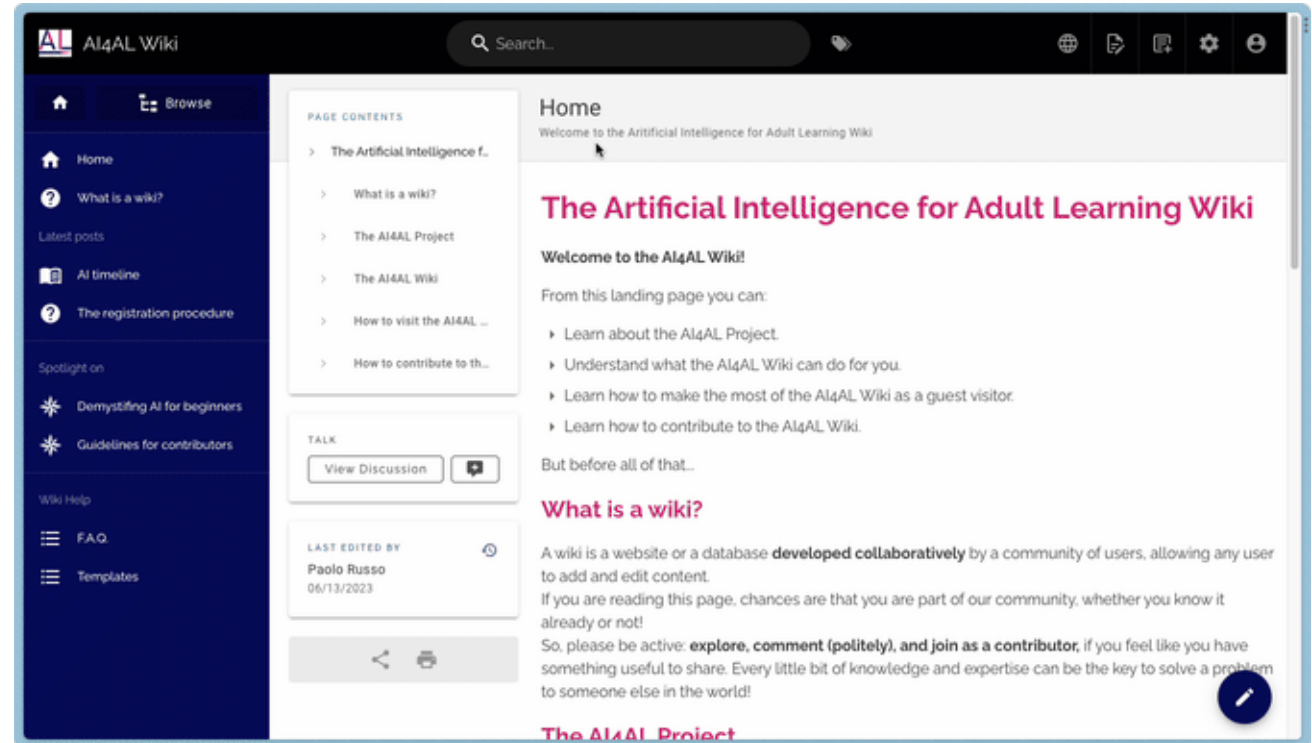 AL AI4AL Wiki
Search...
Browse
Home
What is a wiki?
Latest posts
AI timeline
The registration procedure
Spotlight on
Demystifing AI for beginners
Guidelines for contributors
Wiki Help
F.A.Q.
Templates
PAGE CONTENTS
The Artificial Intelligence f...
What is a wiki?
The AI4AL Project
The AI4AL Wiki
How to visit the AI4AL ...
How to contribute to th...
TALK
View Discussion
LAST EDITED BY
Paolo Russo
06/13/2023
Home
Welcome to the Aritificial Intelligence for Adult Learning Wiki
The Artificial Intelligence for Adult Learning Wiki
Welcome to the AI4AL Wiki!
From this landing page you can:
Learn about the AI4AL Project.
Understand what the AI4AL Wiki can do for you.
Learn how to make the most of the AI4AL Wiki as a guest visitor.
Learn how to contribute to the AI4AL Wiki.
But before all of that...
What is a wiki?
A wiki is a website or a database developed collaboratively by a community of users, allowing any user
to add and edit content.
If you are reading this page, chances are that you are part of our community, whether you know it
already or not!
So, please be active: explore, comment (politely), and join as a contributor, if you feel like you have
something useful to share. Every little bit of knowledge and expertise can be the key to solve a problem
to someone else in the world!
The AI4AL Project